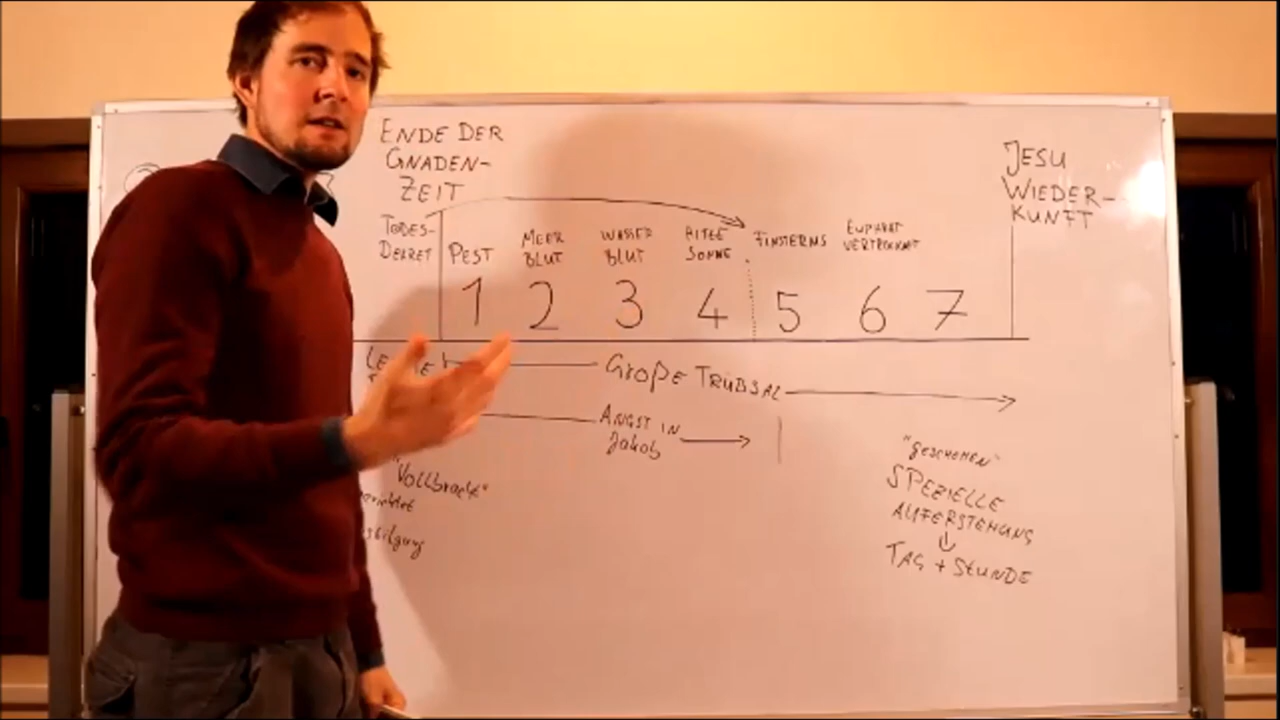 ENDE DER
GNADEN-
ZEIT
JESU
WIEDER-
KUNFT
TODES-
DEKRET
PEST
MEER
BLUT
WASSER
BLUT
HITZE
SONNE
FINSTERNIS
EUPHRAT
VERTROCKNET
1 2 3 4 5 6 7
GROßE TRÜBSAL
ANGST IN
Jakob
"Vollbracht"
"GESCHEHEN"
SPEZIELLE
AUFERSTEHUNG
TAG + STUNDE